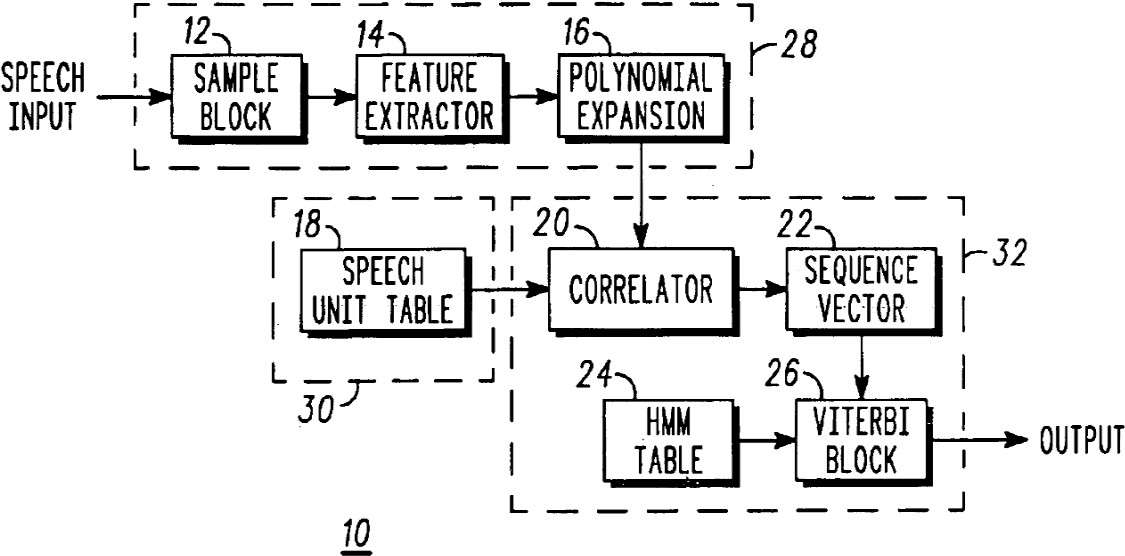 12
14
16
28
SPEECH
INPUT
SAMPLE
BLOCK
FEATURE
EXTRACTOR
POLYNOMIAL
EXPANSION
18
20
22
32
SPEECH
UNIT TABLE
CORRELATOR
SEQUENCE
VECTOR
30
24
26
HMM
TABLE
VITERBI
BLOCK
OUTPUT
10